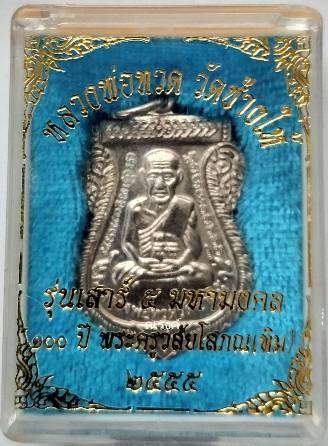 หลวงพ่อทวด วัดช้างให้
รุ่นเสาร์ ๕ มหามงคล
๑๐๐ ปี พระครูวิสัยโสภณ(ทิม)
๒๕๕๕